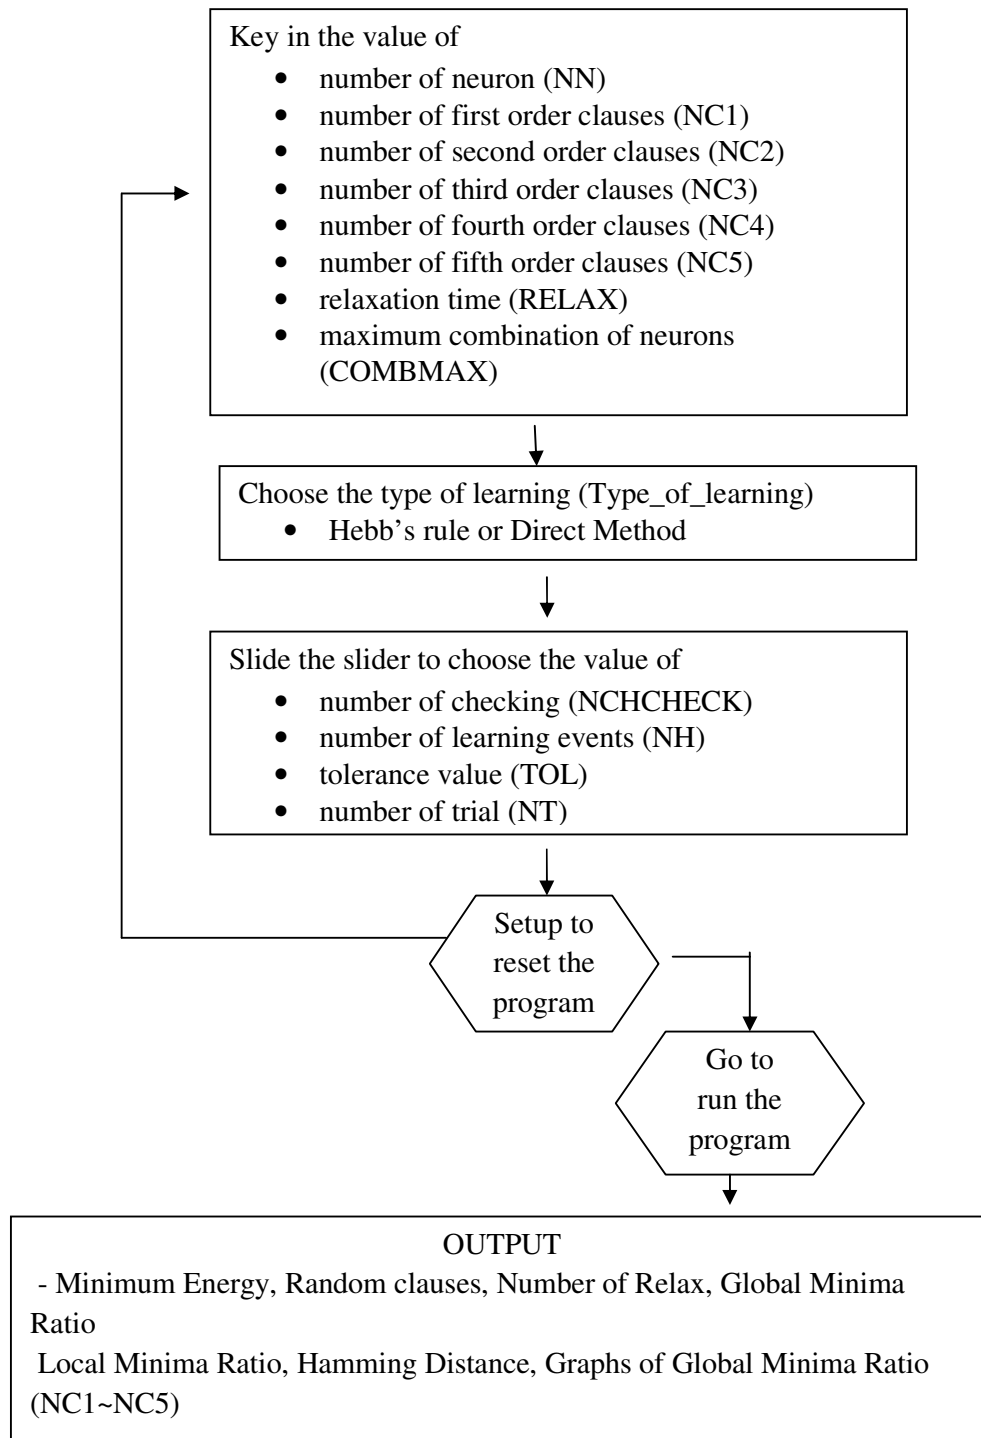 Key in the value of
• number of neuron (NN)
• number of first order clauses (NC1)
• number of second order clauses (NC2)
• number of third order clauses (NC3)
• number of fourth order clauses (NC4)
• number of fifth order clauses (NC5)
• relaxation time (RELAX)
• maximum combination of neurons
(COMBMAX)
Choose the type of learning (Type_of_learning)
• Hebb’s rule or Direct Method
Slide the slider to choose the value of
• number of checking (NCHCHECK)
• number of learning events (NH)
• tolerance value (TOL)
• number of trial (NT)
Setup to
reset the
program
Go to
run the
program
OUTPUT
- Minimum Energy, Random clauses, Number of Relax, Global Minima
Ratio
Local Minima Ratio, Hamming Distance, Graphs of Global Minima Ratio
(NC1~NC5)